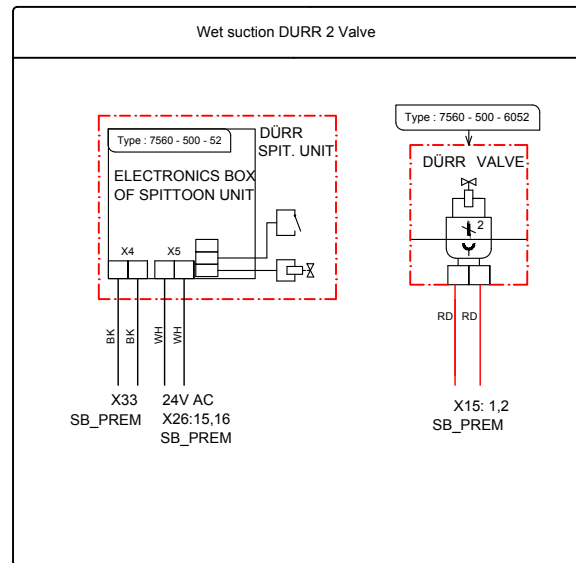 Wet suction DURR 2 Valve
Type : 7560 - 500 - 52
DÜRR
SPIT. UNIT
ELECTRONICS BOX
OF SPITTOON UNIT
X4
X5
BK
BK
WH
WH
X33
SB_PREM
24V AC
X26:15,16
SB_PREM
Type : 7560 - 500 - 6052
DÜRR VALVE
2
RD
RD
X15: 1,2
SB_PREM